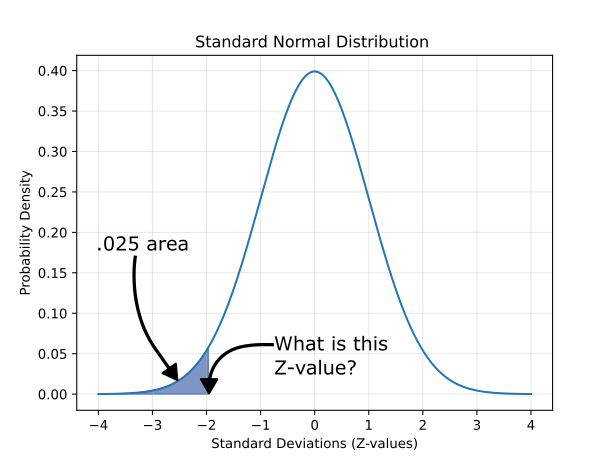 Standard Normal Distribution
0.40
0.35
0.30
0.25
0.20
0.15
0.10
0.05
0.00
Probability Density
.025 area
What is this
Z-value?
−4 −3 −2 −1 0 1 2 3 4
Standard Deviations (Z-values)